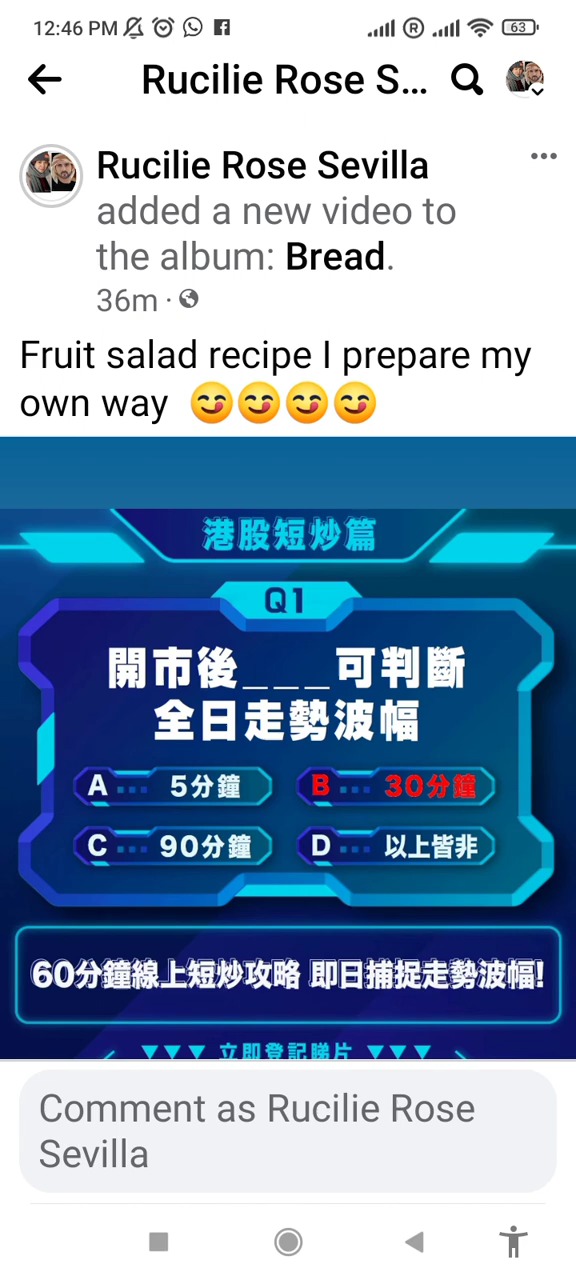 12:46 PM
63
Rucilie Rose S...
Rucilie Rose Sevilla
added a new video to
the album: Bread.
36m ·
Fruit salad recipe I prepare my
own way 😋😋😋😋
港股短炒篇
Q1
開市後___可判斷
全日走勢波幅
A 5分鐘
B 30分鐘
C 90分鐘
D 以上皆非
60分鐘線上短炒攻略 即日捕捉走勢波幅!
▼▼▼ 立即登記睇片 ▼▼▼
Comment as Rucilie Rose
Sevilla